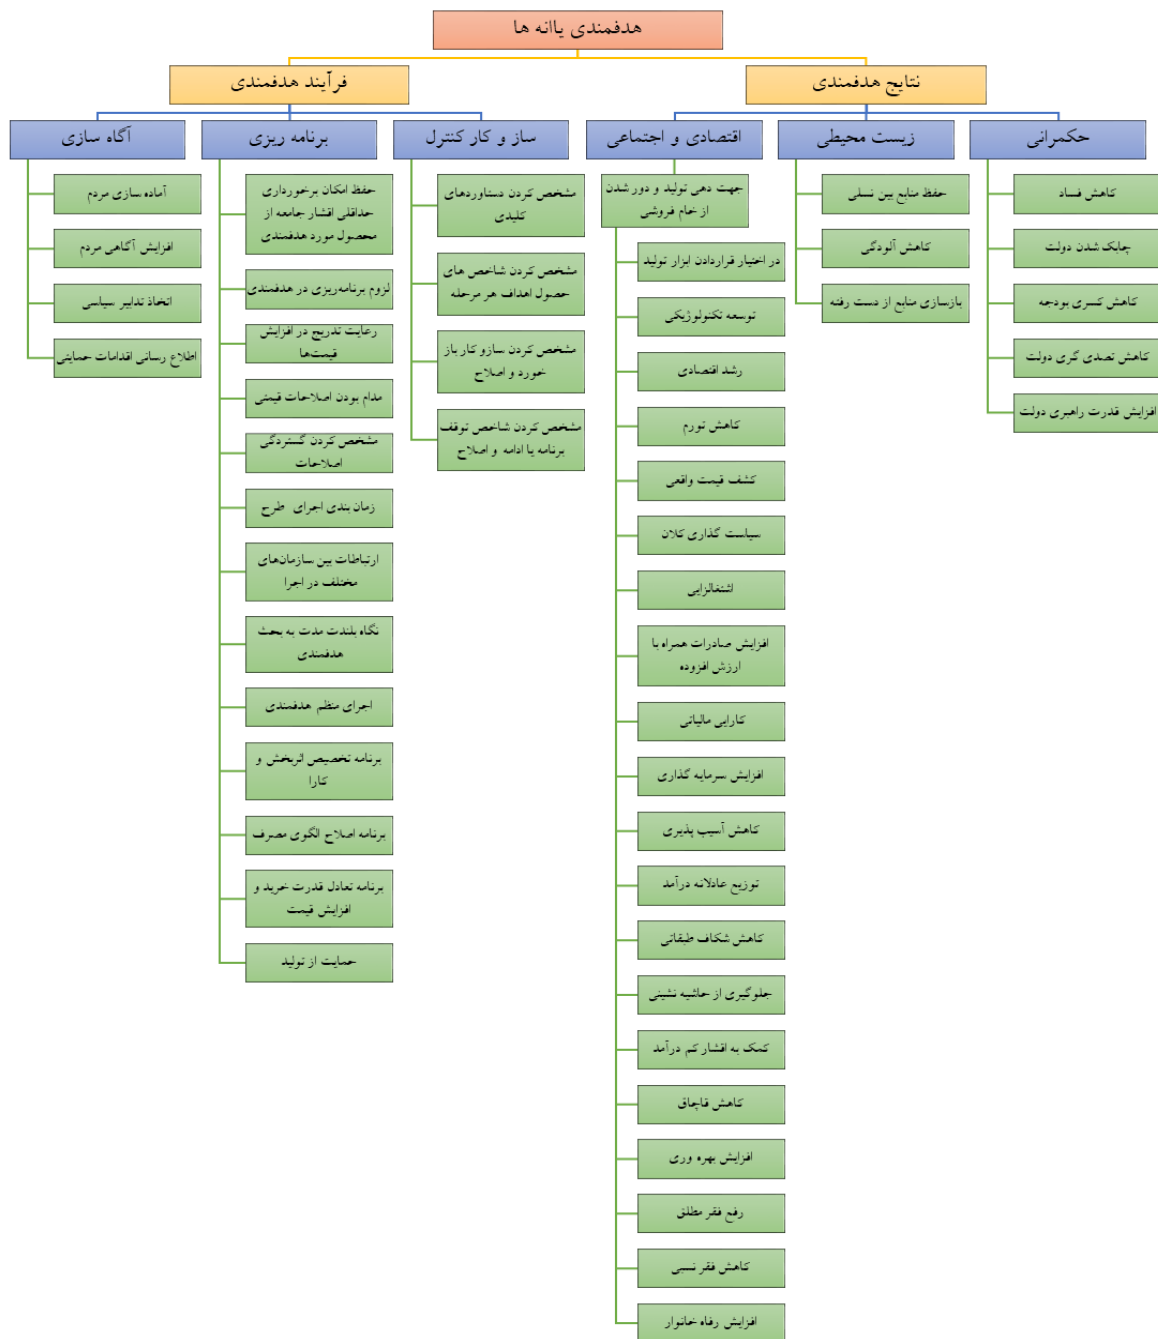 هدفمندی یاانه ها
نتایج هدفمندی
فرآیند هدفمندی
حکمرانی
زیست محیطی
اقتصادی و اجتماعی
ساز و کار کنترل
برنامه ریزی
آگاه سازی
کاهش فساد
چابک شدن دولت
کاهش کسری بودجه
کاهش تصدی گری دولت
افزایش قدرت راهبری دولت
حفظ منابع بین نسلی
کاهش آلودگی
بازسازی منابع از دست رفته
جهت دهی تولید و دور شدن
از خام فروشی
در اختیار قراردادن ابزار تولید
توسعه تکنولوژیکی
رشد اقتصادی
کاهش تورم
کشف قیمت واقعی
سیاست گذاری کلان
اشتغالزایی
افزایش صادرات همراه با
ارزش افزوده
کارایی مالیاتی
افزایش سرمایه گذاری
کاهش آسیب پذیری
توزیع عادلانه درآمد
کاهش شکاف طبقاتی
جلوگیری از حاشیه نشینی
کمک به اقشار کم درآمد
کاهش قاچاق
افزایش بهره وری
رفع فقر مطلق
کاهش فقر نسبی
افزایش رفاه خانوار
مشخص کردن دستاوردهای
کلیدی
مشخص کردن شاخص های
حصول اهداف هر مرحله
مشخص کردن سازو کار باز
خورد و اصلاح
مشخص کردن شاخص توقف
برنامه یا ادامه و اصلاح
حفظ امکان برخورداری
حداقلی اقشار جامعه از
محصول مورد هدفمندی
لزوم برنامه‌ریزی در هدفمندی
رعایت تدریج در افزایش
قیمت‌ها
مدام بودن اصلاحات قیمتی
مشخص کردن گستردگی
اصلاحات
زمان بندی اجرای طرح
ارتباطات بین سازمان‌های
مختلف در اجرا
نگاه بلندت مدت به بحث
هدفمندی
اجرای منظم هدفمندی
برنامه تخصیص اثربخش و
کارا
برنامه اصلاح الگوی مصرف
برنامه تعادل قدرت خرید و
افزایش قیمت
حمایت از تولید
آماده سازی مردم
افزایش آگاهی مردم
اتخاذ تدابیر سیاسی
اطلاع رسانی اقدامات حمایتی